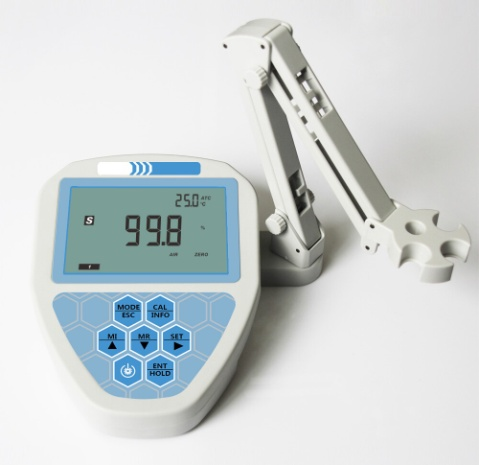 25.0 ATC
°C
S
99.8 %
AIR ZERO
MODE
ESC
CAL
INFO
MI
MR
SET
ENT
HOLD